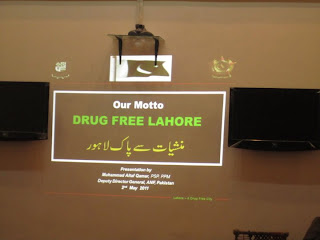 Our Motto
DRUG FREE LAHORE
منشیات سے پاک لاہور
Presentation by
Muhammad Altaf Qamar, PSP, PPM
Deputy Director General, ANF, Pakistan
3rd May 2011